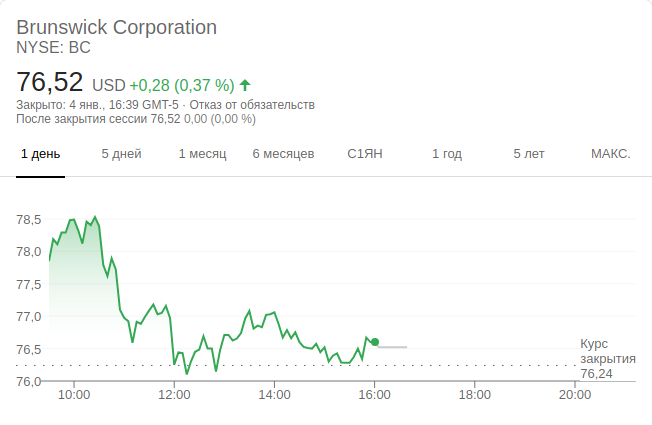 Brunswick Corporation
NYSE: BC
76,52 USD +0,28 (0,37 %)
Закрыто: 4 янв., 16:39 GMT-5 · Отказ от обязательств
После закрытия сессии 76,52 0,00 (0,00 %)
1 день 5 дней 1 месяц 6 месяцев С1ЯН 1 год 5 лет МАКС.
78,5
78,0
77,5
77,0
76,5
76,0
Курс
закрытия
76,24
10:00 12:00 14:00 16:00 18:00 20:00